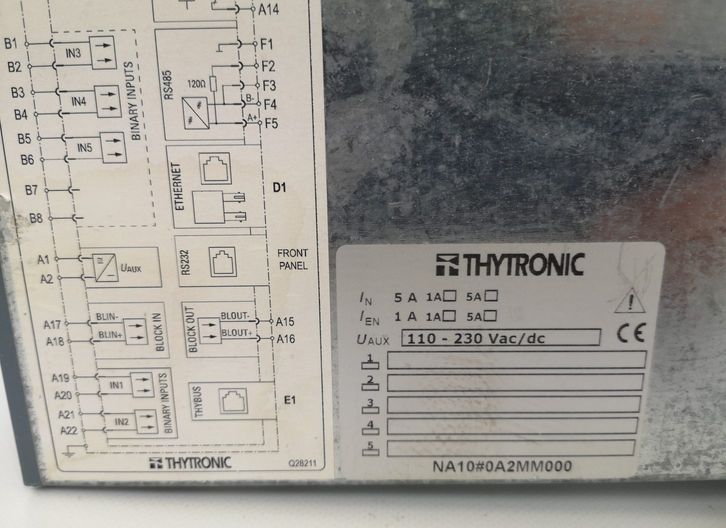 A14
B1
IN3
B2
B3
IN4
B4
B5
IN5
B6
B7
B8
BINARY INPUTS
F1
F2
120Ω
F3
B-
F4
A+
F5
RS485
ETHERNET
D1
A1
UAUX
A2
RS232
FRONT
PANEL
A17
BLIN-
A18
BLIN+
BLOCK IN
BLOCK OUT
BLOUT-
A15
BLOUT+
A16
A19
IN1
A20
A21
IN2
A22
BINARY INPUTS
THYBUS
E1
THYTRONIC
Q28211
THYTRONIC
IN 5 A 1A 5A
IEN 1 A 1A 5A
UAUX 110 - 230 Vac/dc CE
1
2
3
4
5
NA10#0A2MM000